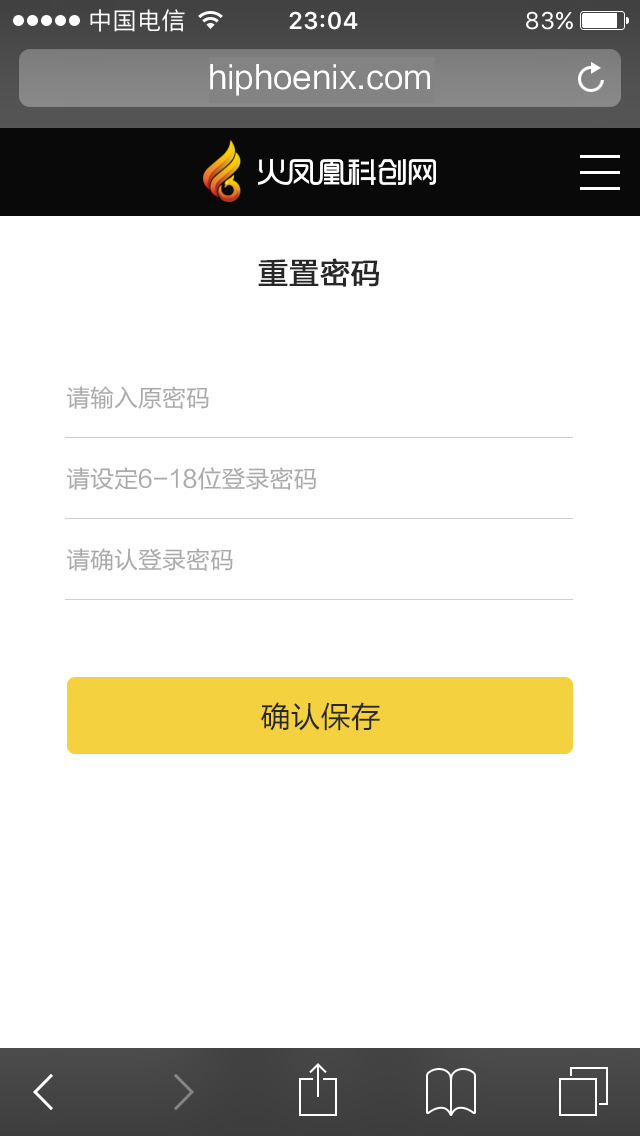 中国电信 23:04 83%
hiphoenix.com
火凤凰科创网
重置密码
请输入原密码
请设定6-18位登录密码
请确认登录密码
确认保存